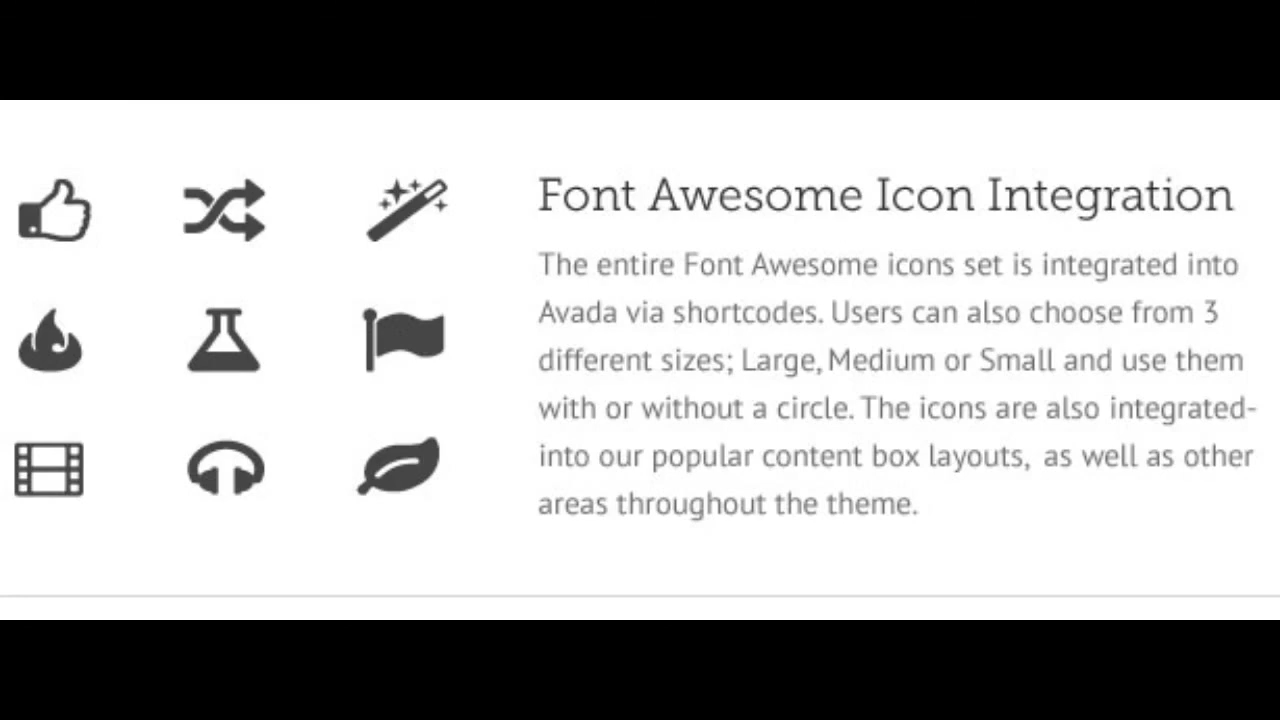 Font Awesome Icon Integration
The entire Font Awesome icons set is integrated into
Avada via shortcodes. Users can also choose from 3
different sizes; Large, Medium or Small and use them
with or without a circle. The icons are also integrated-
into our popular content box layouts, as well as other
areas throughout the theme.